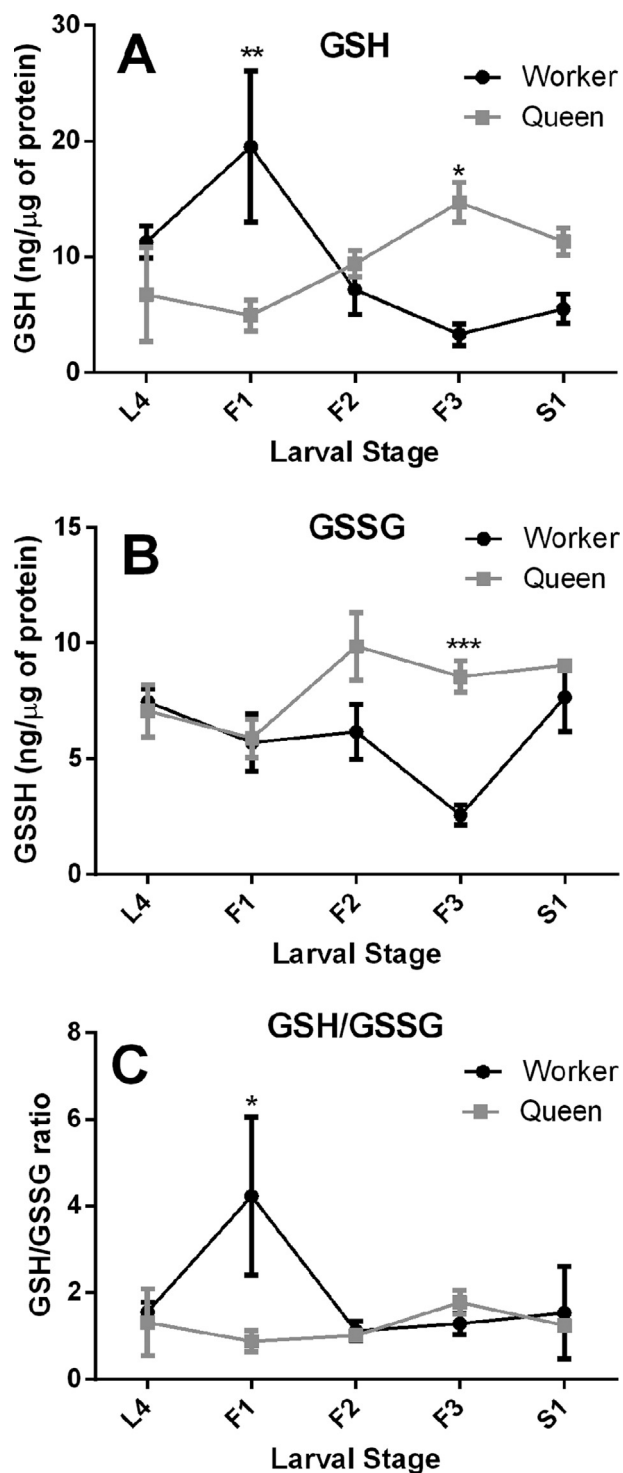 A
GSH
Worker
Queen
**
*
GSH (ng/µg of protein)
30
20
10
0
L4 F1 F2 F3 S1
Larval Stage
B
GSSG
Worker
Queen
***
GSSH (ng/µg of protein)
15
10
5
0
L4 F1 F2 F3 S1
Larval Stage
C
GSH/GSSG
Worker
Queen
*
GSH/GSSG ratio
8
6
4
2
0
L4 F1 F2 F3 S1
Larval Stage